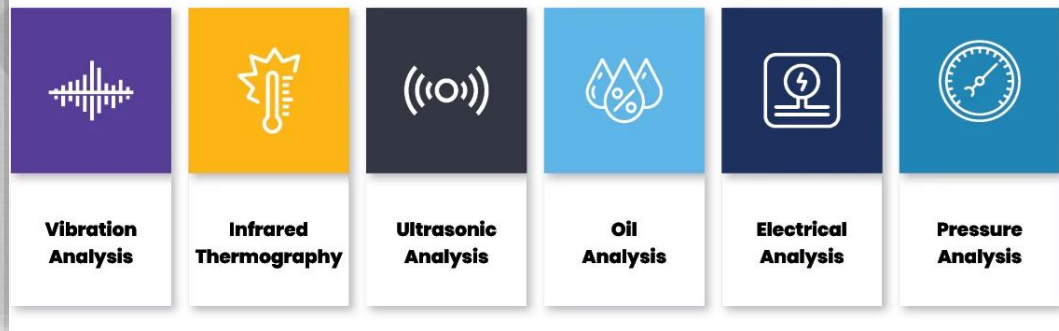 Vibration
Analysis
Infrared
Thermography
Ultrasonic
Analysis
Oil
Analysis
Electrical
Analysis
Pressure
Analysis